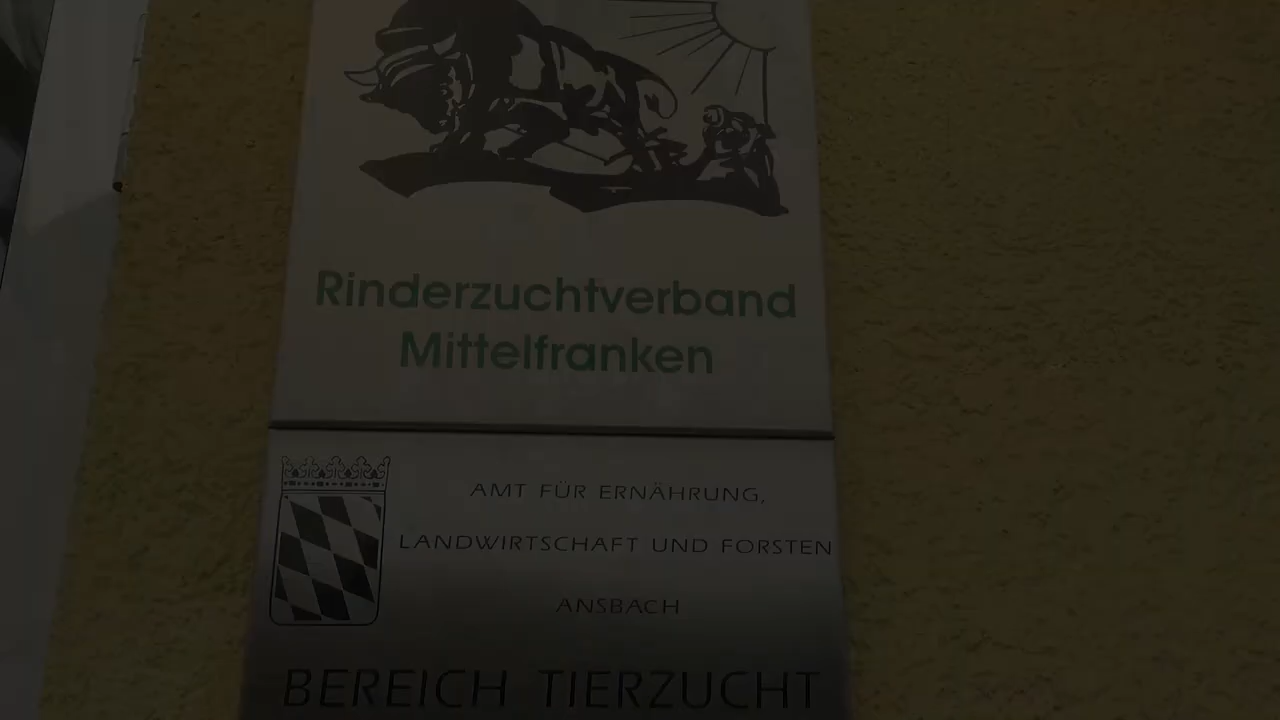 Rinderzuchtverband
Mittelfranken
AMT FÜR ERNÄHRUNG,
LANDWIRTSCHAFT UND FORSTEN
ANSBACH
BEREICH TIERZUCHT